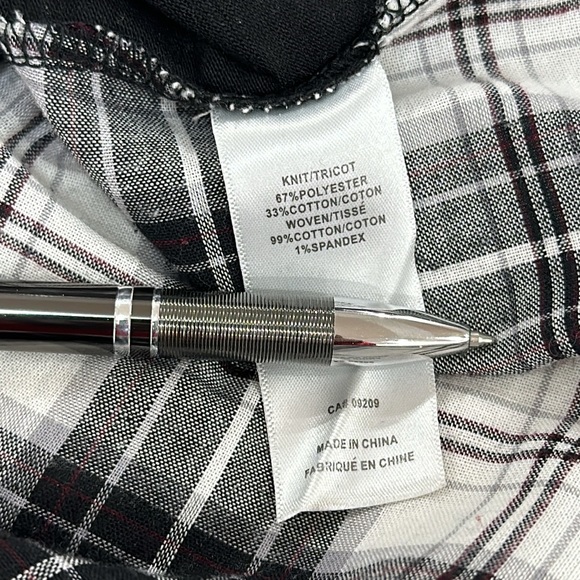 KNIT/TRICOT
67%POLYESTER
33%COTTON/COTON
WOVEN/TISSÉ
99%COTTON/COTON
1%SPANDEX
CA# 09209
MADE IN CHINA
FABRIQUÉ EN CHINE